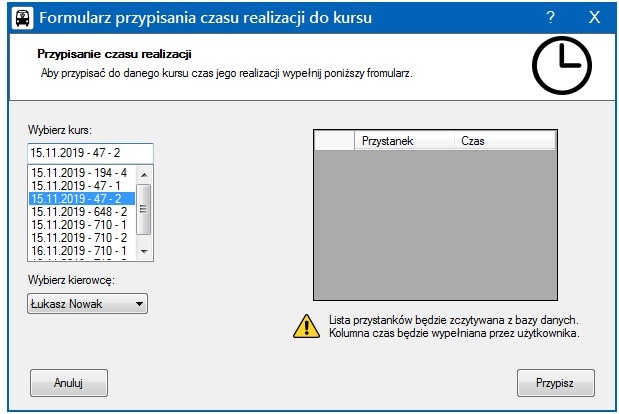 Formularz przypisania czasu realizacji do kursu ? X
Przypisanie czasu realizacji
Aby przypisać do danego kursu czas jego realizacji wypełnij poniższy fromularz.
Wybierz kurs:
15.11.2019 - 47 - 2
15.11.2019 - 194 - 4
15.11.2019 - 47 - 1
15.11.2019 - 47 - 2
15.11.2019 - 648 - 2
15.11.2019 - 710 - 1
15.11.2019 - 710 - 2
16.11.2019 - 710 - 1
Wybierz kierowcę:
Łukasz Nowak
Przystanek Czas
Lista przystanków będzie zczytywana z bazy danych.
Kolumna czas będzie wypełniana przez użytkownika.
Anuluj
Przypisz